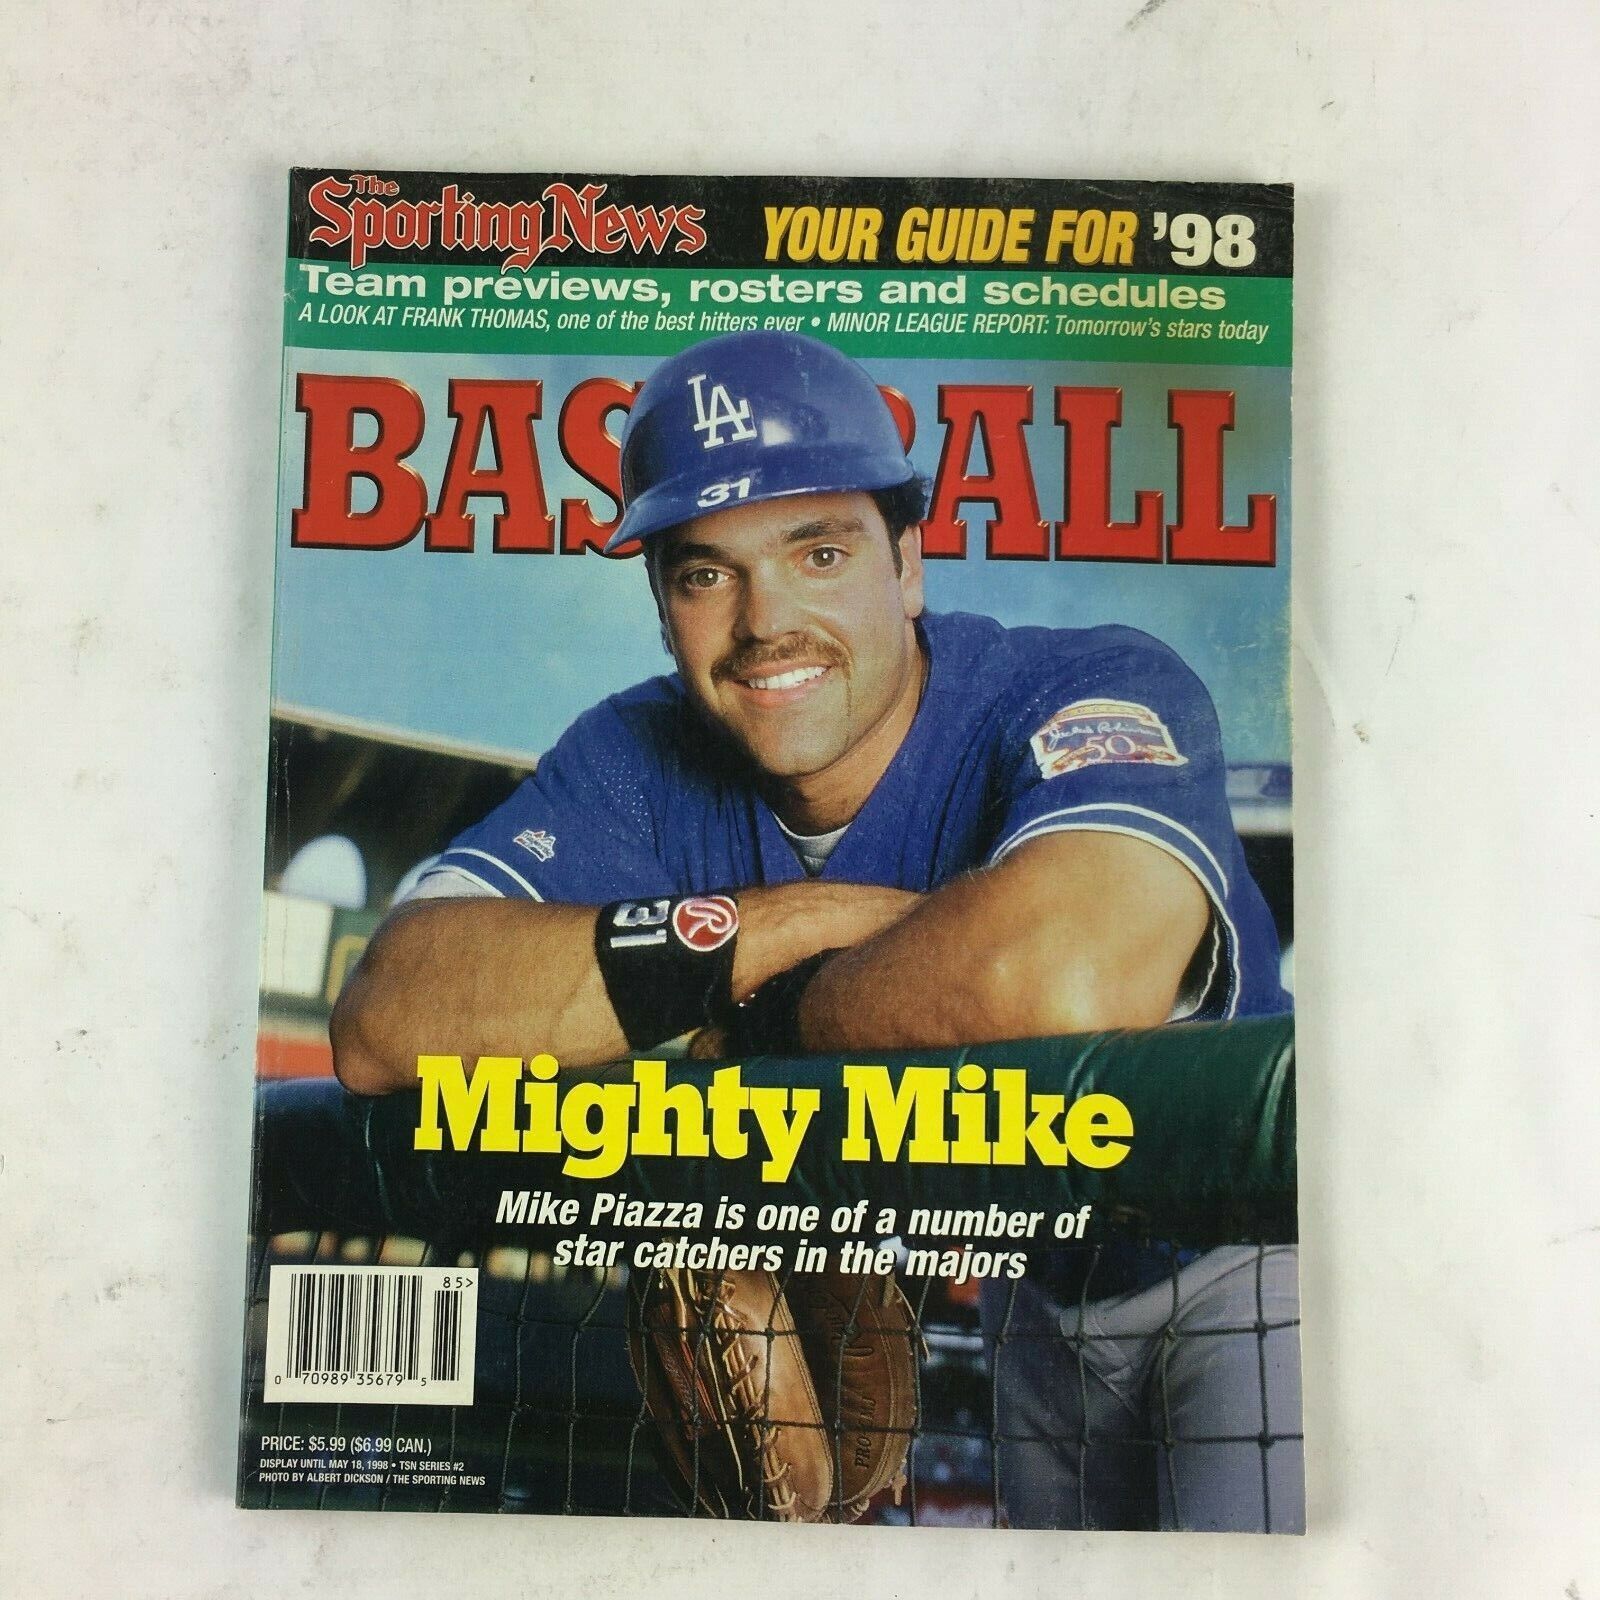 The
Sporting News
YOUR GUIDE FOR '98
Team previews, rosters and schedules
A LOOK AT FRANK THOMAS, one of the best hitters ever • MINOR LEAGUE REPORT: Tomorrow's stars today
BAS ALL
LA
31
50
31
R
Mighty Mike
Mike Piazza is one of a number of
star catchers in the majors
85>
0 70989 35679 5
PRO
PRICE: $5.99 ($6.99 CAN.)
DISPLAY UNTIL MAY 18, 1998 • TSN SERIES #2
PHOTO BY ALBERT DICKSON / THE SPORTING NEWS